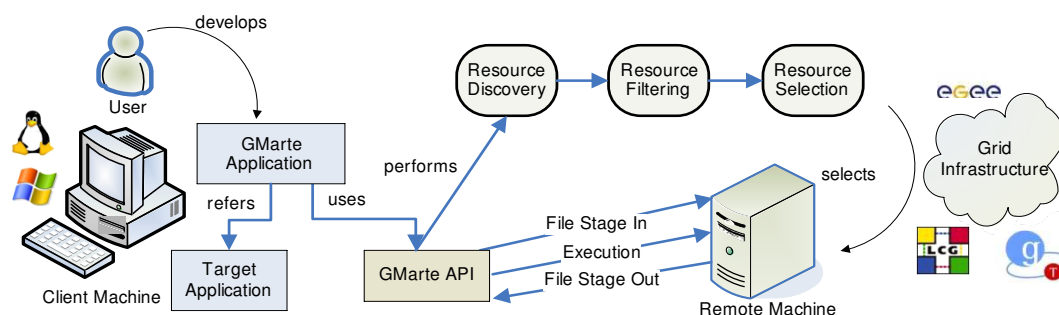 develops
User
Resource
Discovery
Resource
Filtering
Resource
Selection
egee
GMarte
Application
performs
Grid
Infrastructure
selects
refers
uses
File Stage In
Execution
File Stage Out
Target
Application
GMarte API
LCG
g
T
Client Machine
Remote Machine